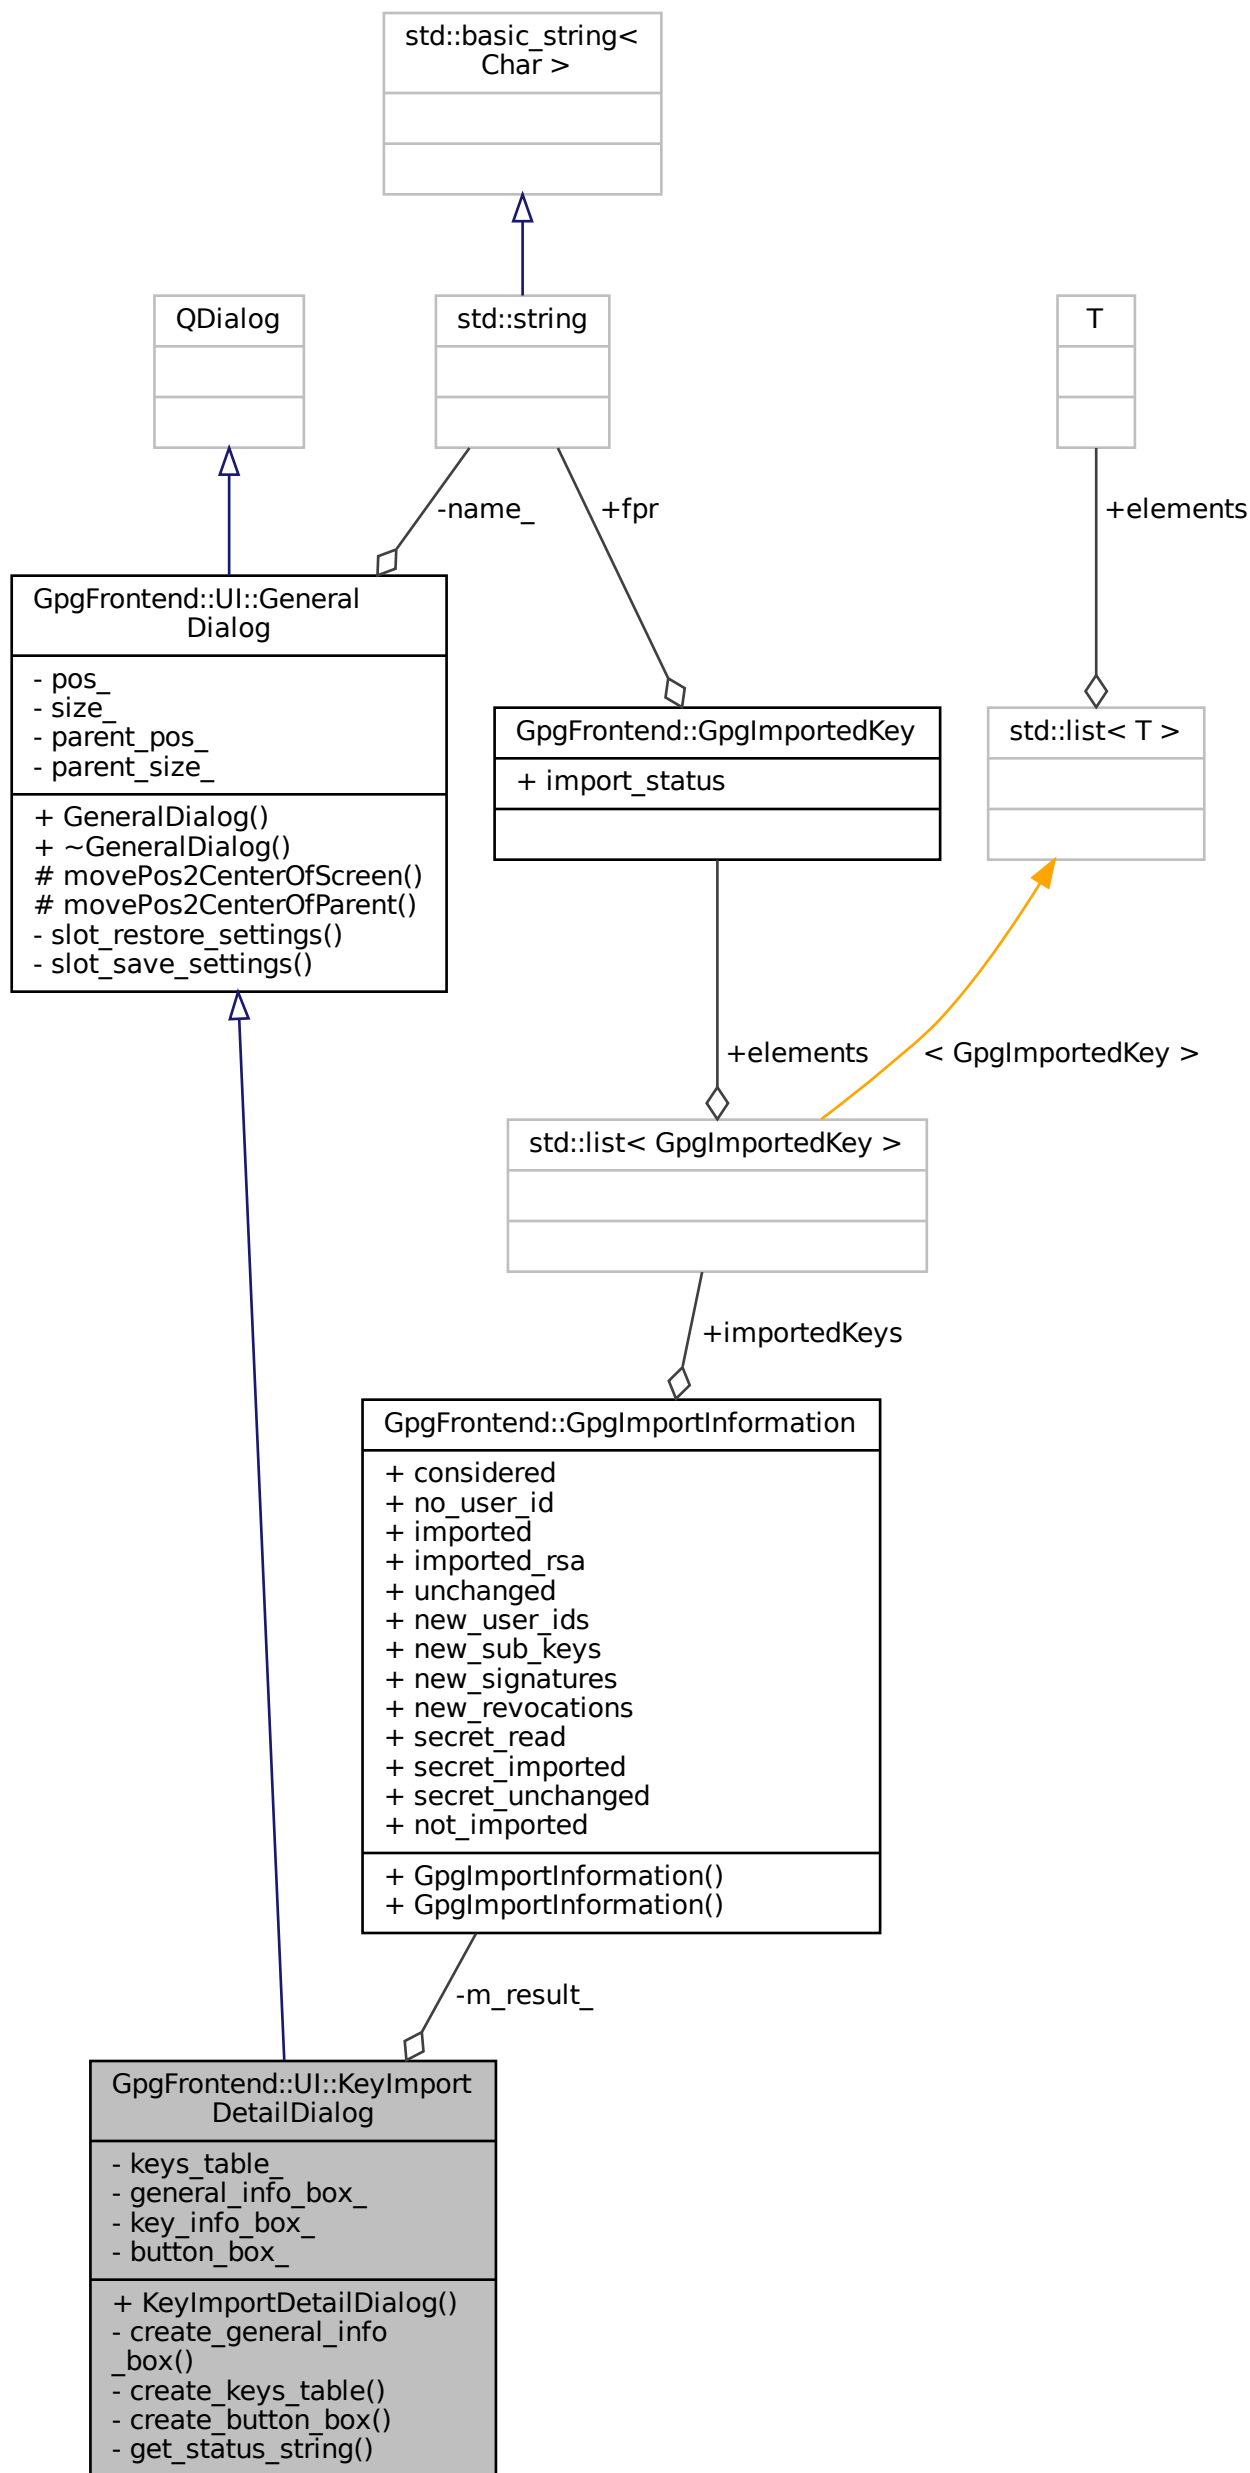 std::basic_string<
Char >
QDialog
std::string
T
-name_
+fpr
+elements
GpgFrontend::UI::General
Dialog
- pos_
- size_
- parent_pos_
- parent_size_
+ GeneralDialog()
+ ~GeneralDialog()
# movePos2CenterOfScreen()
# movePos2CenterOfParent()
- slot_restore_settings()
- slot_save_settings()
GpgFrontend::GpgImportedKey
+ import_status
std::list< T >
+elements
< GpgImportedKey >
std::list< GpgImportedKey >
+importedKeys
GpgFrontend::GpgImportInformation
+ considered
+ no_user_id
+ imported
+ imported_rsa
+ unchanged
+ new_user_ids
+ new_sub_keys
+ new_signatures
+ new_revocations
+ secret_read
+ secret_imported
+ secret_unchanged
+ not_imported
+ GpgImportInformation()
+ GpgImportInformation()
-m_result_
GpgFrontend::UI::KeyImport
DetailDialog
- keys_table_
- general_info_box_
- key_info_box_
- button_box_
+ KeyImportDetailDialog()
- create_general_info
_box()
- create_keys_table()
- create_button_box()
- get_status_string()